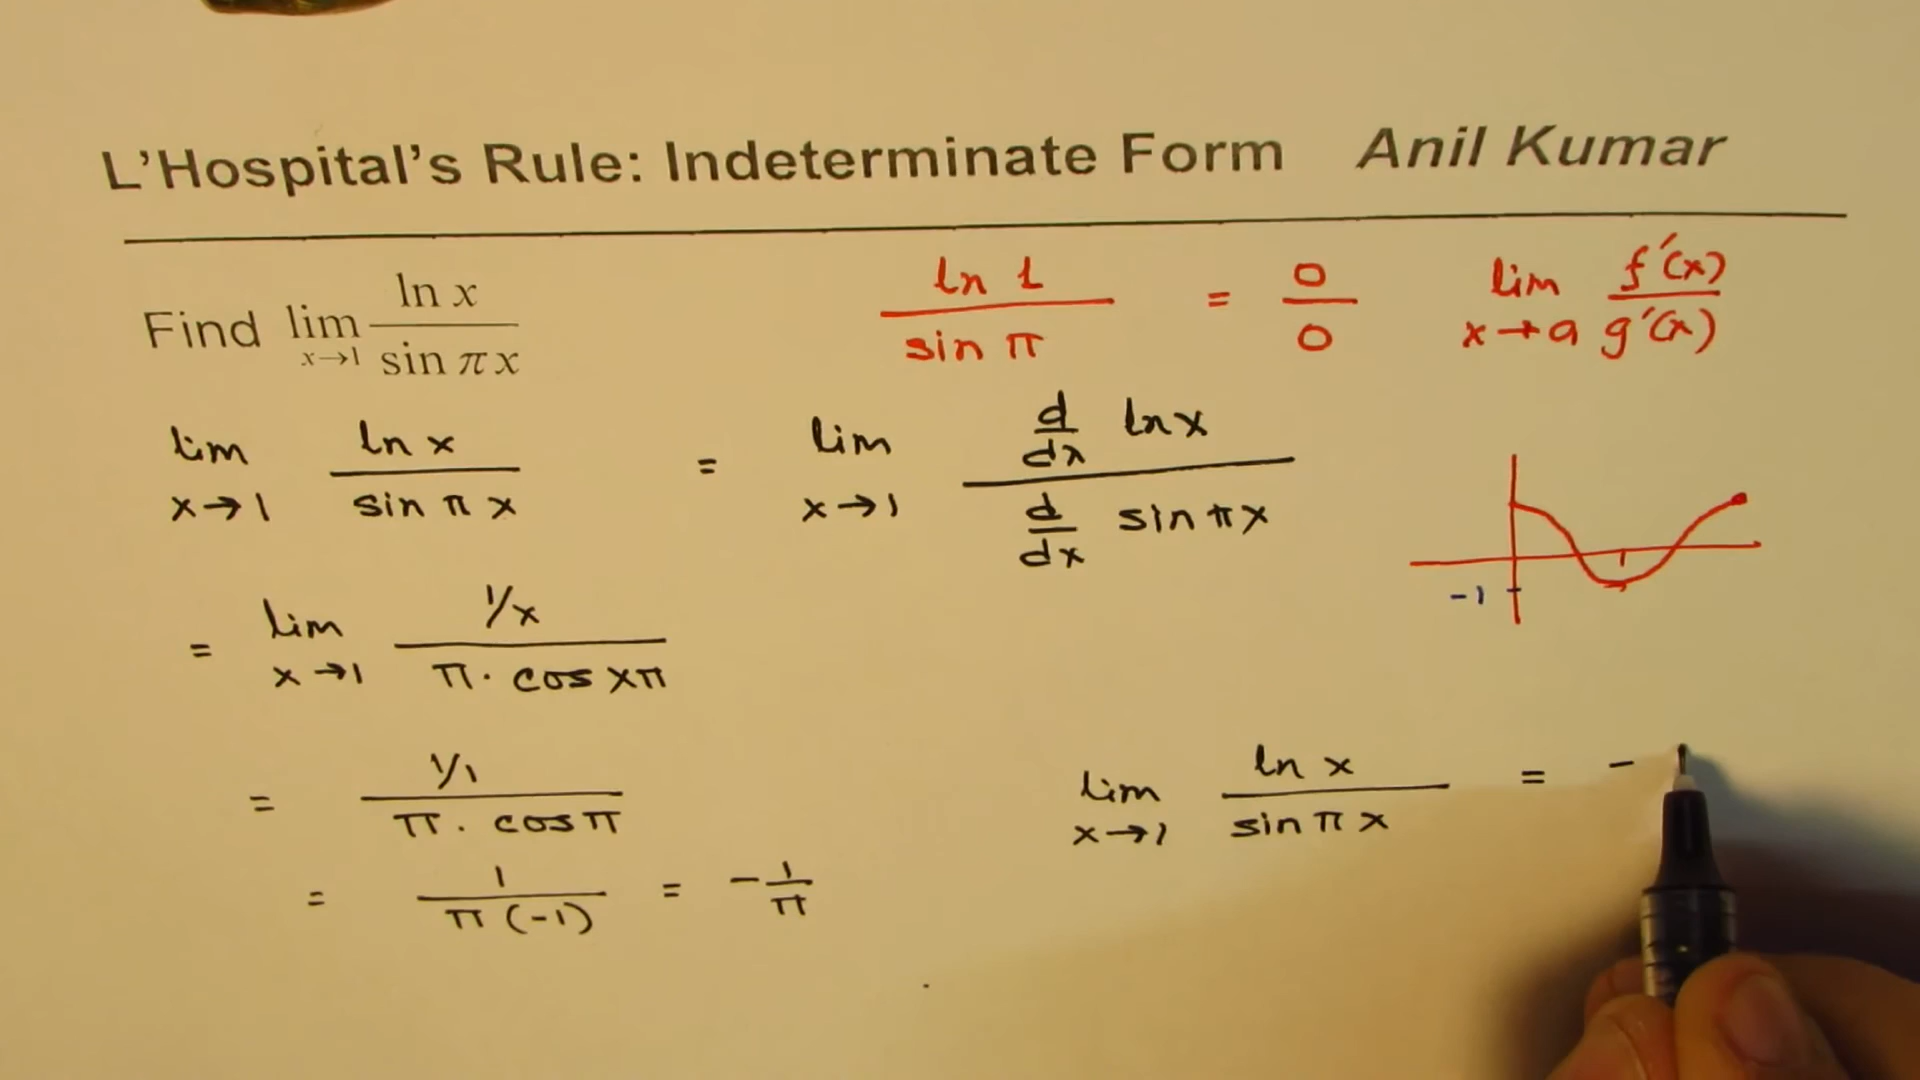 L'Hospital's Rule: Indeterminate Form Anil Kumar
Find lim x→1 ln x / sin π x
ln 1 / sin π = 0 / 0
lim x→a f'(x) / g'(x)
lim x→1 ln x / sin π x = lim x→1 d/dx ln x / d/dx sin π x
= lim x→1 1/x / π · cos xπ
-1
= 1/1 / π · cos π
= 1 / π (-1) = - 1/π
lim x→1 ln x / sin π x = -